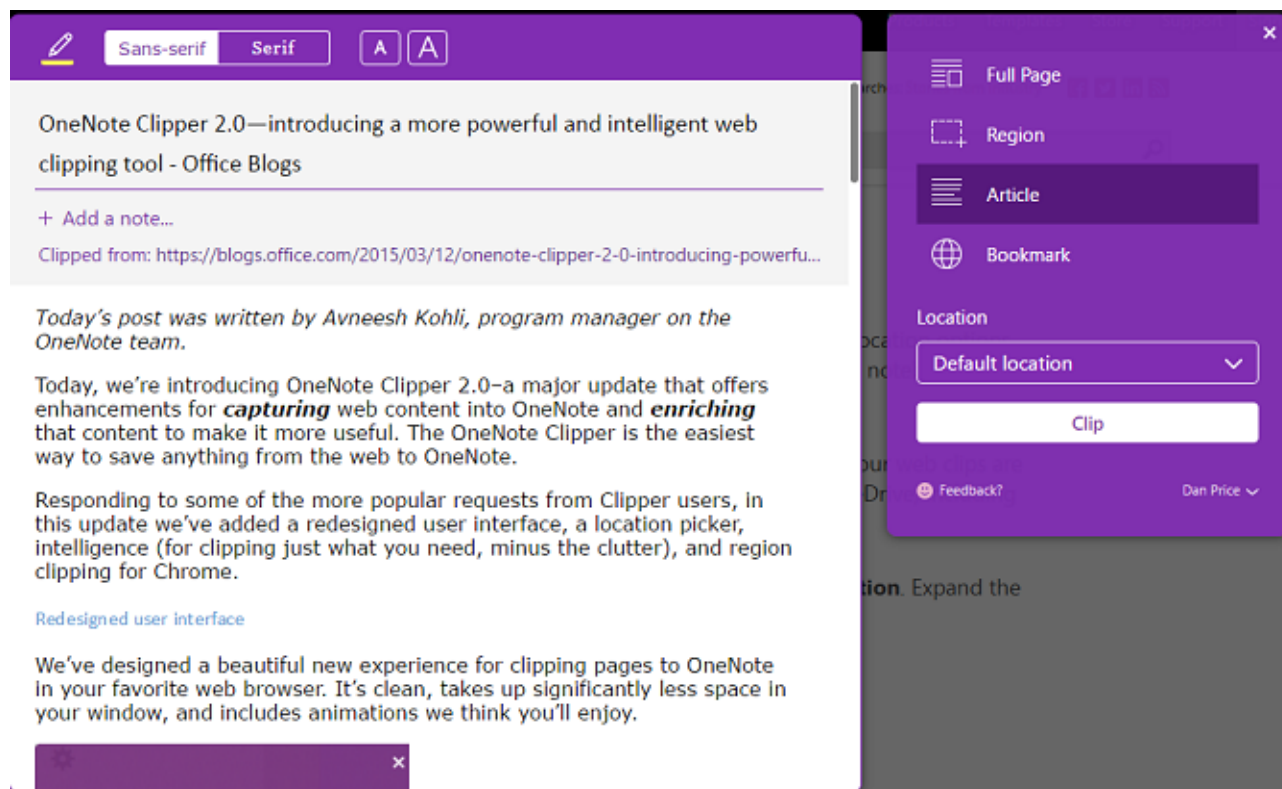 Sans-serif Serif A A
OneNote Clipper 2.0—introducing a more powerful and intelligent web
clipping tool - Office Blogs
+ Add a note...
Clipped from: https://blogs.office.com/2015/03/12/onenote-clipper-2-0-introducing-powerfu...
Today's post was written by Avneesh Kohli, program manager on the
OneNote team.
Today, we're introducing OneNote Clipper 2.0–a major update that offers
enhancements for capturing web content into OneNote and enriching
that content to make it more useful. The OneNote Clipper is the easiest
way to save anything from the web to OneNote.
Responding to some of the more popular requests from Clipper users, in
this update we've added a redesigned user interface, a location picker,
intelligence (for clipping just what you need, minus the clutter), and region
clipping for Chrome.
Redesigned user interface
We've designed a beautiful new experience for clipping pages to OneNote
in your favorite web browser. It's clean, takes up significantly less space in
your window, and includes animations we think you'll enjoy.
Full Page
Region
Article
Bookmark
Location
Default location
Clip
Feedback? Dan Price
our web clips are
tion. Expand the